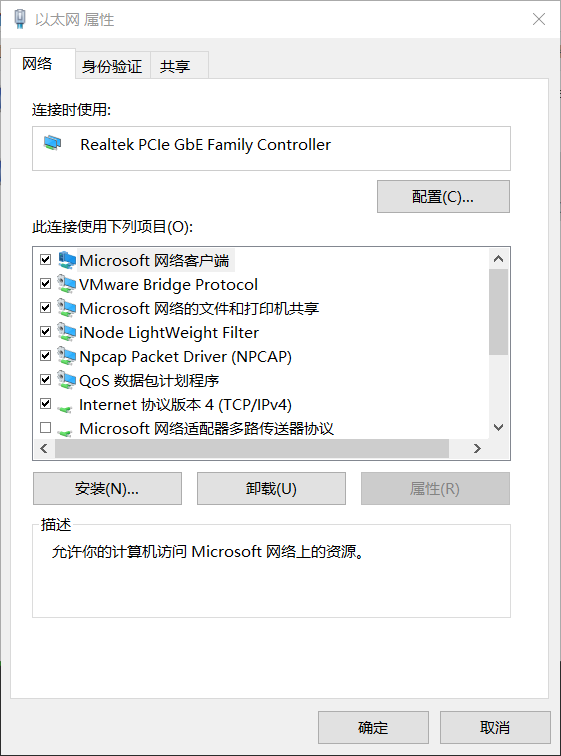 以太网 属性
网络
身份验证
共享
连接时使用:
Realtek PCIe GbE Family Controller
配置(C)...
此连接使用下列项目(O):
Microsoft 网络客户端
VMware Bridge Protocol
Microsoft 网络的文件和打印机共享
iNode LightWeight Filter
Npcap Packet Driver (NPCAP)
QoS 数据包计划程序
Internet 协议版本 4 (TCP/IPv4)
Microsoft 网络适配器多路传送器协议
安装(N)...
卸载(U)
属性(R)
描述
允许你的计算机访问 Microsoft 网络上的资源。
确定
取消